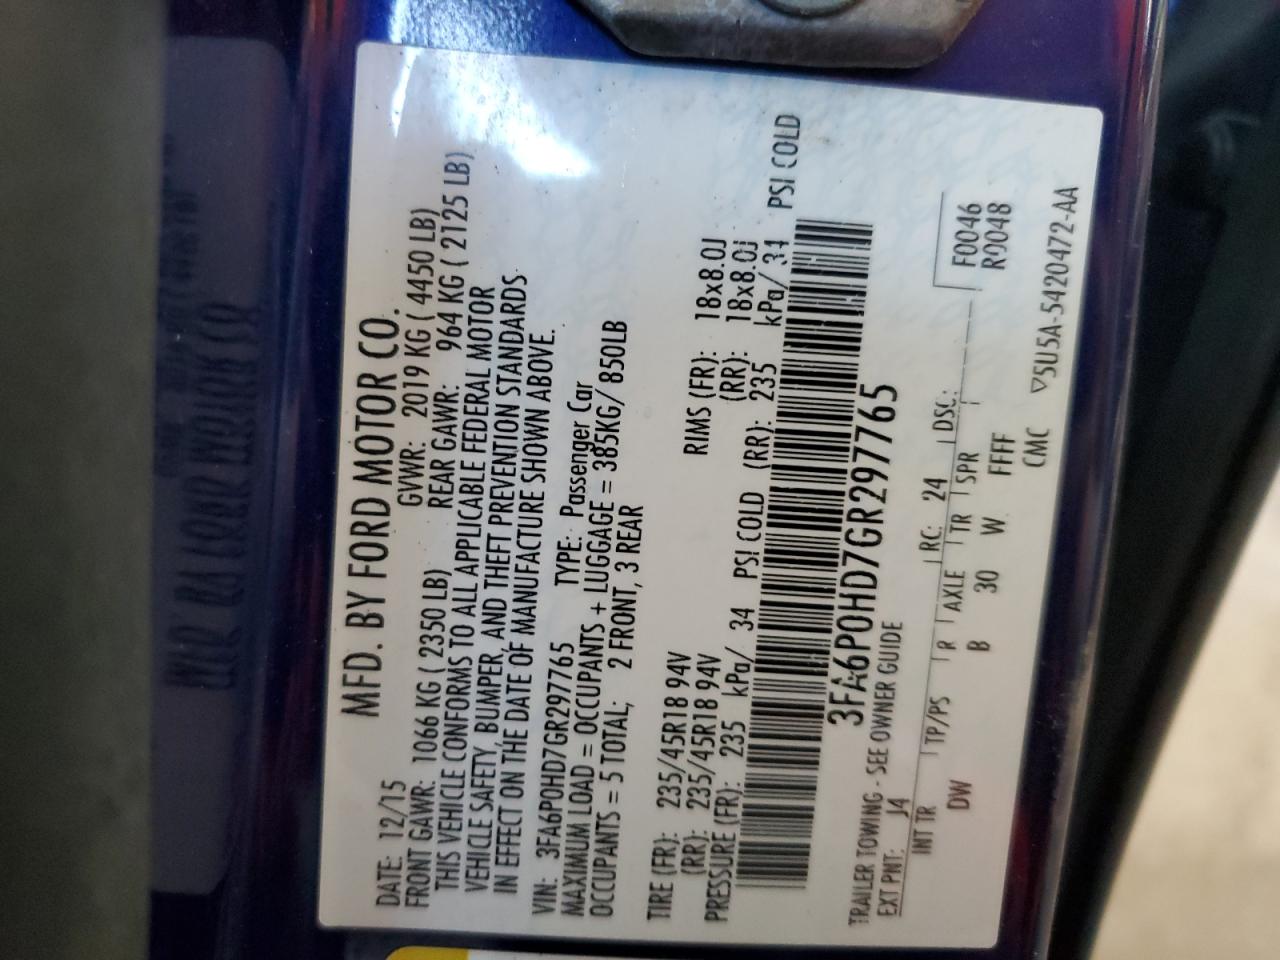 MFD. BY FORD MOTOR CO.
DATE: 12/15 GVWR: 2019 KG ( 4450 LB)
FRONT GAWR: 1066 KG ( 2350 LB) REAR GAWR: 964 KG ( 2125 LB)
THIS VEHICLE CONFORMS TO ALL APPLICABLE FEDERAL MOTOR
VEHICLE SAFETY, BUMPER, AND THEFT PREVENTION STANDARDS
IN EFFECT ON THE DATE OF MANUFACTURE SHOWN ABOVE.
VIN: 3FA6P0HD7GR297765 TYPE: Passenger Car
MAXIMUM LOAD = OCCUPANTS + LUGGAGE = 385KG/ 850LB
OCCUPANTS = 5 TOTAL; 2 FRONT, 3 REAR
TIRE (FR): 235/45R18 94V RIMS (FR): 18x8.0J
(RR): 235/45R18 94V (RR): 18x8.0J
PRESSURE (FR): 235 kPa/ 34 PSI COLD (RR): 235 kPa/ 34 PSI COLD
3FA6P0HD7GR297765
TRAILER TOWING - SEE OWNER GUIDE
EXT PNT: J4 RC: 24 DSC:
INT TR TP/PS R AXLE TR SPR F0046
DW B 30 W FFFF R0048
CMC
▽5U5A-5420472-AA